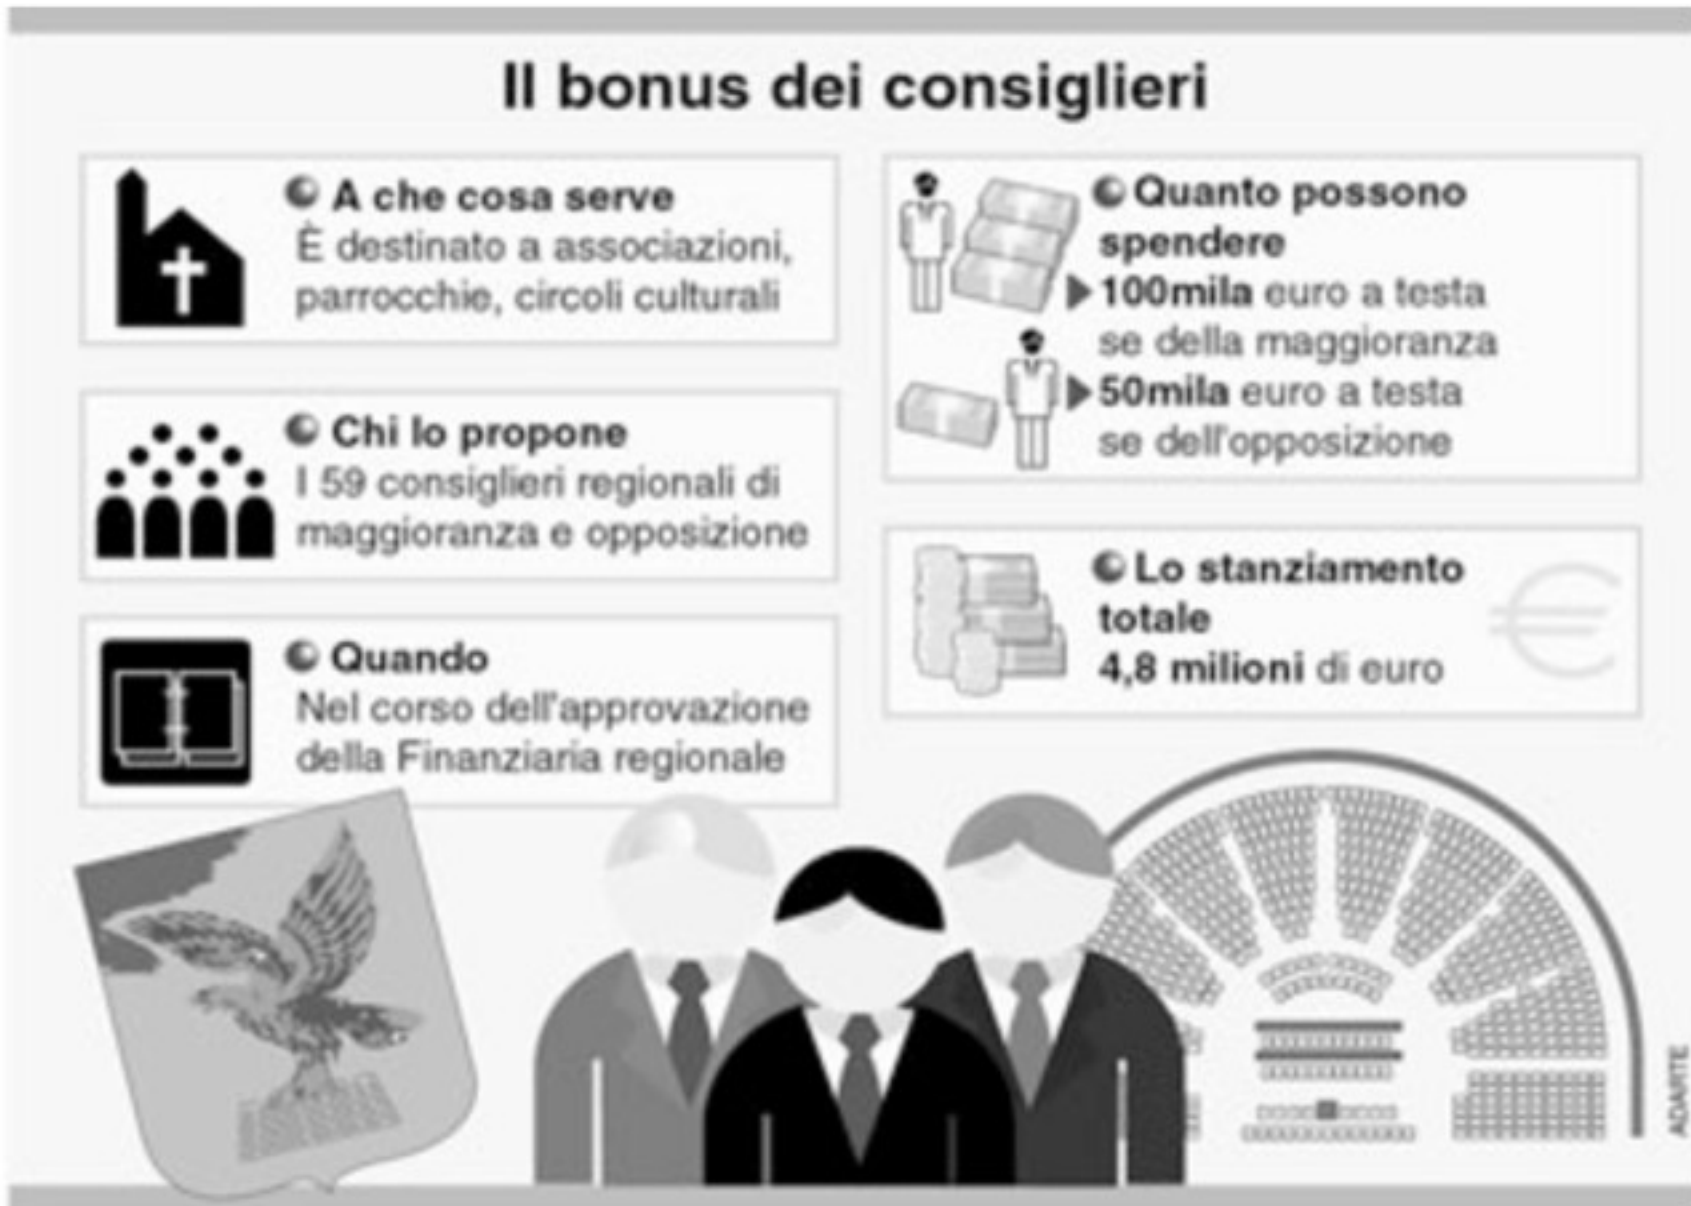 Il bonus dei consiglieri
A che cosa serve
È destinato a associazioni,
parrocchie, circoli culturali
Chi lo propone
I 59 consiglieri regionali di
maggioranza e opposizione
Quando
Nel corso dell'approvazione
della Finanziaria regionale
Quanto possono
spendere
100mila euro a testa
se della maggioranza
50mila euro a testa
se dell'opposizione
Lo stanziamento
totale
4,8 milioni di euro
€
ADARTE